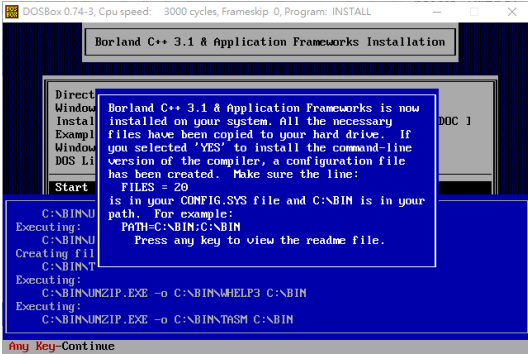 DOSBox 0.74-3, Cpu speed: 3000 cycles, Frameskip 0, Program: INSTALL
Borland C++ 3.1 & Application Frameworks Installation
Direct
Window
Instal DOC ]
Exampl
Window
DOS Li
Start
Borland C++ 3.1 & Application Frameworks is now
installed on your system. All the necessary
files have been copied to your hard drive. If
you selected 'YES' to install the command-line
version of the compiler, a configuration file
has been created. Make sure the line:
FILES = 20
is in your CONFIG.SYS file and C:\BIN is in your
path. For example:
PATH=C:\BIN;C:\BIN
Press any key to view the readme file.
C:\BIN\U
Executing:
C:\BIN\U
Creating fil
C:\BIN\T
Executing:
C:\BIN\UNZIP.EXE -o C:\BIN\WHELP3 C:\BIN
Executing:
C:\BIN\UNZIP.EXE -o C:\BIN\TASM C:\BIN
Any Key-Continue